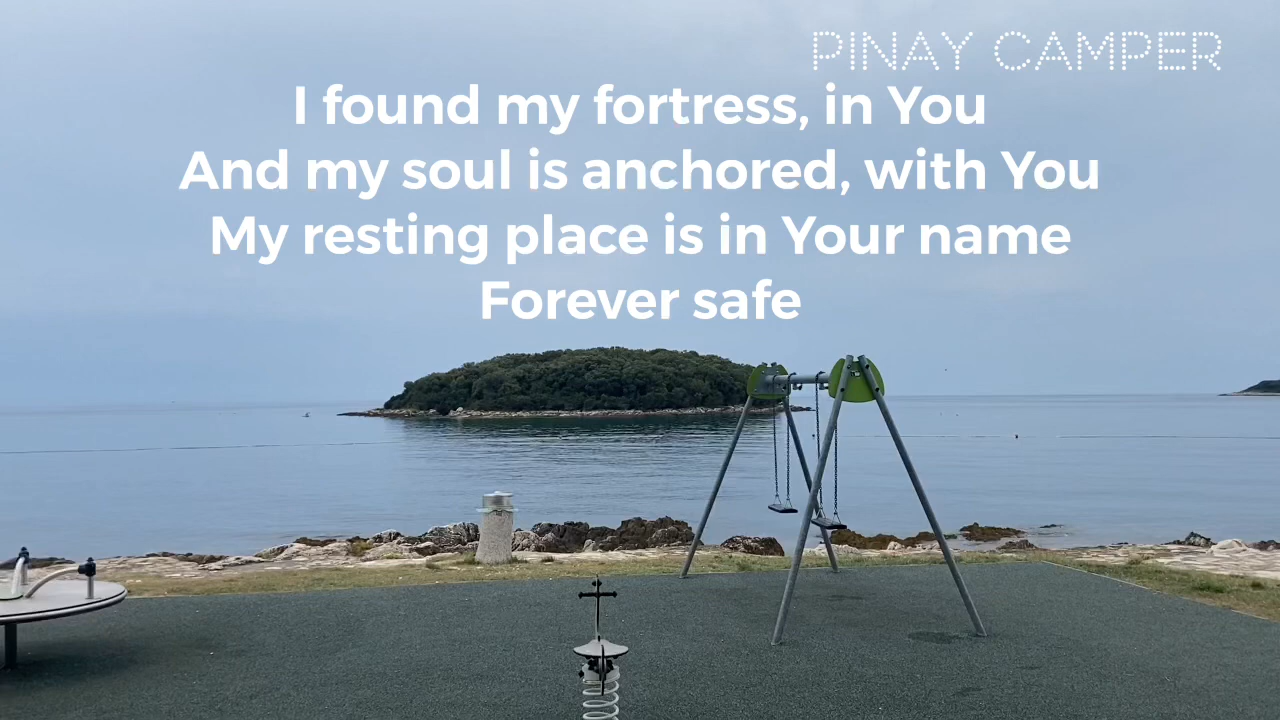 PINAY CAMPER
I found my fortress, in You
And my soul is anchored, with You
My resting place is in Your name
Forever safe